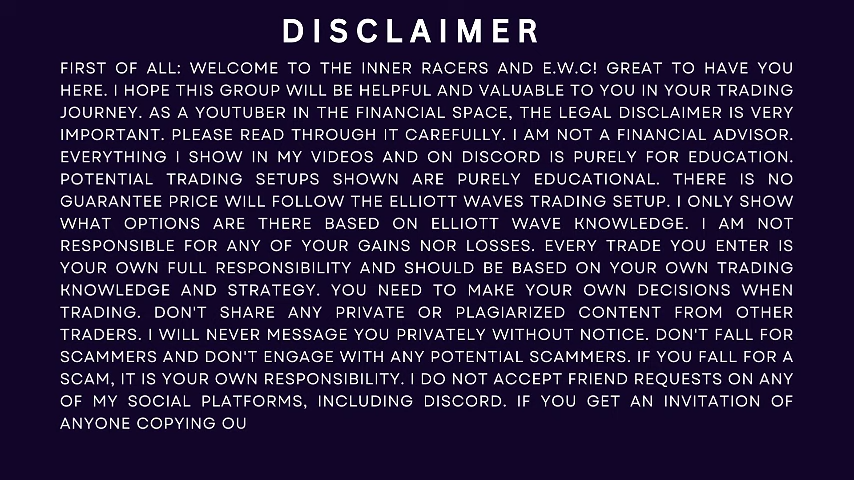 DISCLAIMER
FIRST OF ALL: WELCOME TO THE INNER RACERS AND E.W.C! GREAT TO HAVE YOU
HERE. I HOPE THIS GROUP WILL BE HELPFUL AND VALUABLE TO YOU IN YOUR TRADING
JOURNEY. AS A YOUTUBER IN THE FINANCIAL SPACE, THE LEGAL DISCLAIMER IS VERY
IMPORTANT. PLEASE READ THROUGH IT CAREFULLY. I AM NOT A FINANCIAL ADVISOR.
EVERYTHING I SHOW IN MY VIDEOS AND ON DISCORD IS PURELY FOR EDUCATION.
POTENTIAL TRADING SETUPS SHOWN ARE PURELY EDUCATIONAL. THERE IS NO
GUARANTEE PRICE WILL FOLLOW THE ELLIOTT WAVES TRADING SETUP. I ONLY SHOW
WHAT OPTIONS ARE THERE BASED ON ELLIOTT WAVE KNOWLEDGE. I AM NOT
RESPONSIBLE FOR ANY OF YOUR GAINS NOR LOSSES. EVERY TRADE YOU ENTER IS
YOUR OWN FULL RESPONSIBILITY AND SHOULD BE BASED ON YOUR OWN TRADING
KNOWLEDGE AND STRATEGY. YOU NEED TO MAKE YOUR OWN DECISIONS WHEN
TRADING. DON'T SHARE ANY PRIVATE OR PLAGIARIZED CONTENT FROM OTHER
TRADERS. I WILL NEVER MESSAGE YOU PRIVATELY WITHOUT NOTICE. DON'T FALL FOR
SCAMMERS AND DON'T ENGAGE WITH ANY POTENTIAL SCAMMERS. IF YOU FALL FOR A
SCAM, IT IS YOUR OWN RESPONSIBILITY. I DO NOT ACCEPT FRIEND REQUESTS ON ANY
OF MY SOCIAL PLATFORMS, INCLUDING DISCORD. IF YOU GET AN INVITATION OF
ANYONE COPYING OU